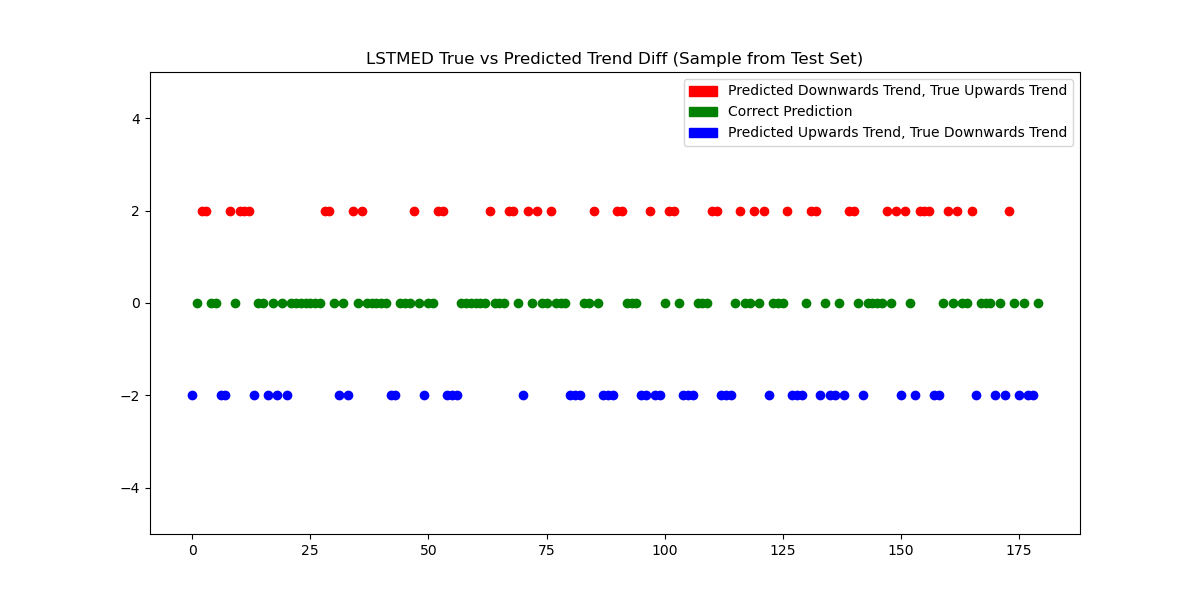 LSTMED True vs Predicted Trend Diff (Sample from Test Set)
Predicted Downwards Trend, True Upwards Trend
Correct Prediction
Predicted Upwards Trend, True Downwards Trend
4
2
0
−2
−4
0 25 50 75 100 125 150 175